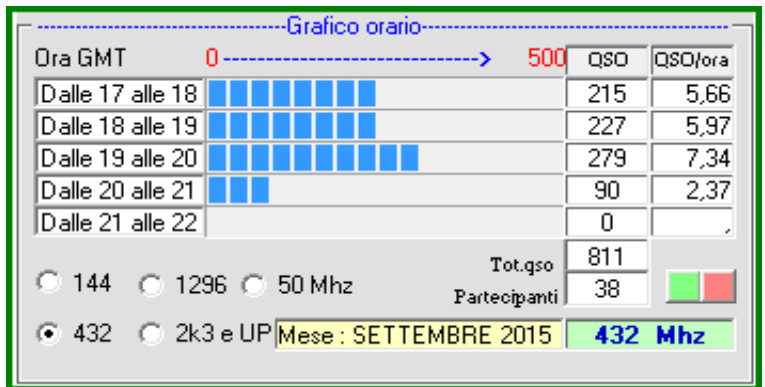 Grafico orario
Ora GMT 0 ----> 500 QSO QSO/ora
Dalle 17 alle 18 215 5,66
Dalle 18 alle 19 227 5,97
Dalle 19 alle 20 279 7,34
Dalle 20 alle 21 90 2,37
Dalle 21 alle 22 0 ,
Tot.qso 811
144 1296 50 Mhz Partecipanti 38
432 2k3 e UP Mese : SETTEMBRE 2015 432 Mhz